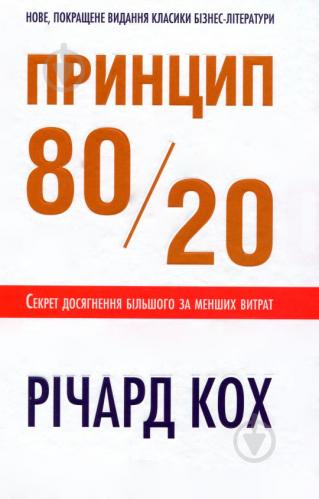 НОВЕ, ПОКРАЩЕНЕ ВИДАННЯ КЛАСИКИ БІЗНЕС-ЛІТЕРАТУРИ
ПРИНЦИП
80/20
СЕКРЕТ ДОСЯГНЕННЯ БІЛЬШОГО ЗА МЕНШИХ ВИТРАТ
РІЧАРД КОХ